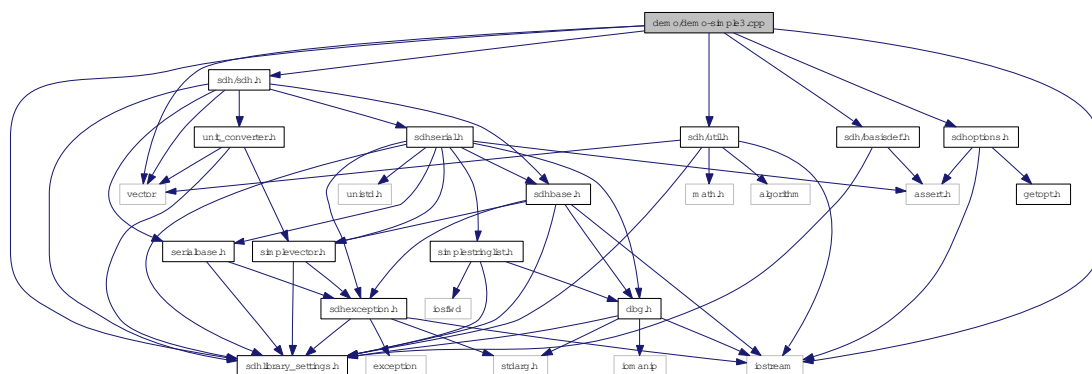 demo/demo-simple3.cpp
sdh/sdh.h
unit_converter.h
sdhserial.h
sdh/util.h
sdh/basisdef.h
sdhoptions.h
vector
unistd.h
sdhbase.h
math.h
algorithm
assert.h
getopt.h
serialbase.h
simplevector.h
simplestringlist.h
sdhexception.h
iosfwd
dbg.h
sdhlibrary_settings.h
exception
stdarg.h
iomanip
iostream